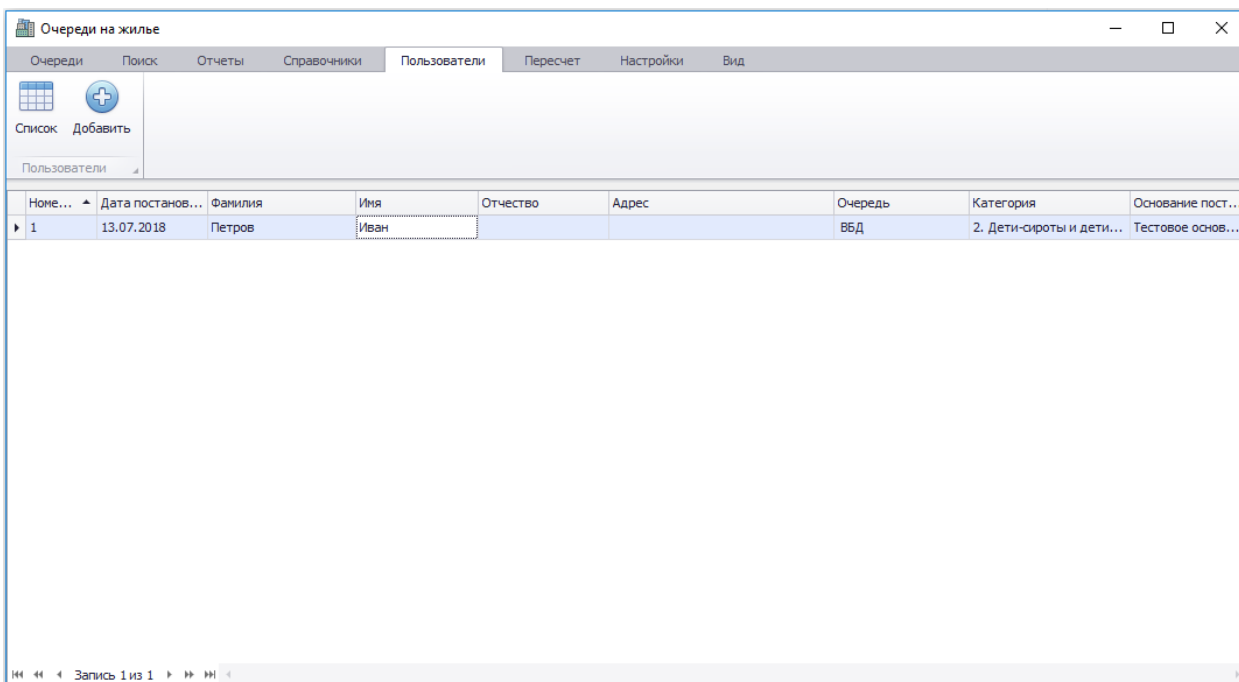 Очереди на жилье
Очереди Поиск Отчеты Справочники Пользователи Пересчет Настройки Вид
Список Добавить
Пользователи
Номе... Дата постанов... Фамилия Имя Отчество Адрес Очередь Категория Основание пост...
1 13.07.2018 Петров Иван ВБД 2. Дети-сироты и дети... Тестовое основ...
Запись 1 из 1